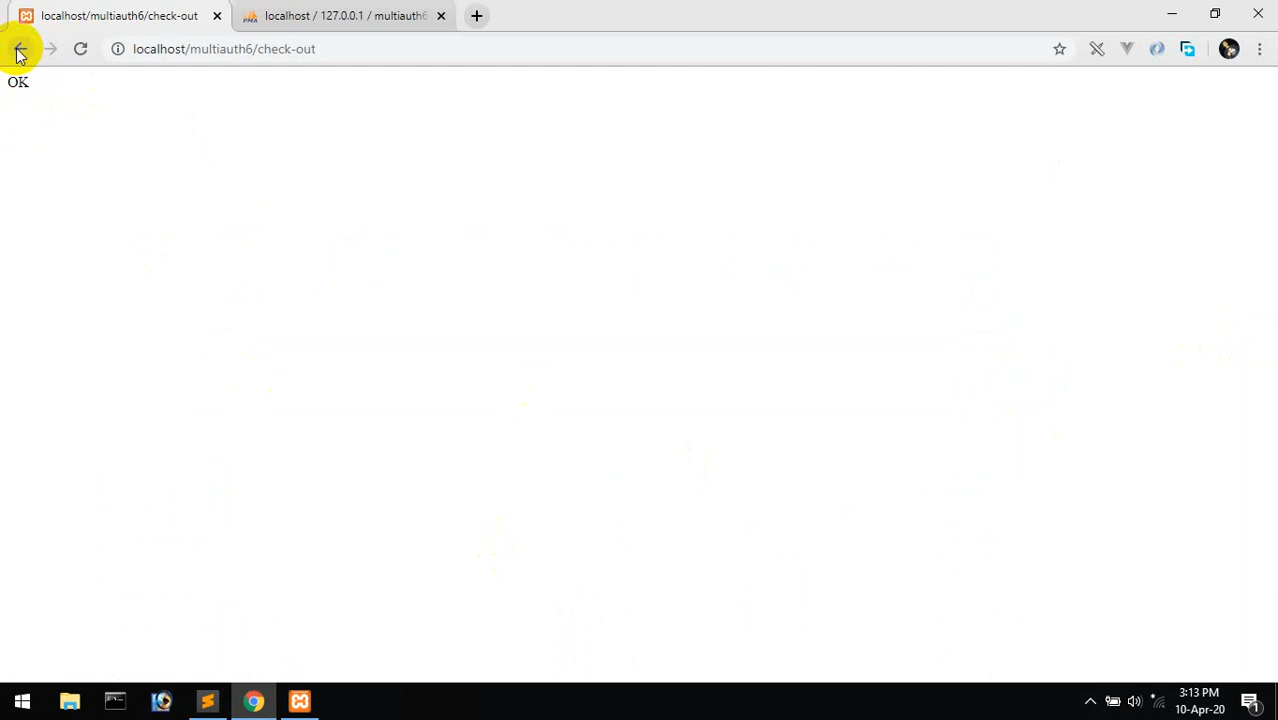 localhost/multiauth6/check-out
localhost / 127.0.0.1 / multiauth6
localhost/multiauth6/check-out
OK
3:13 PM
10-Apr-20
1